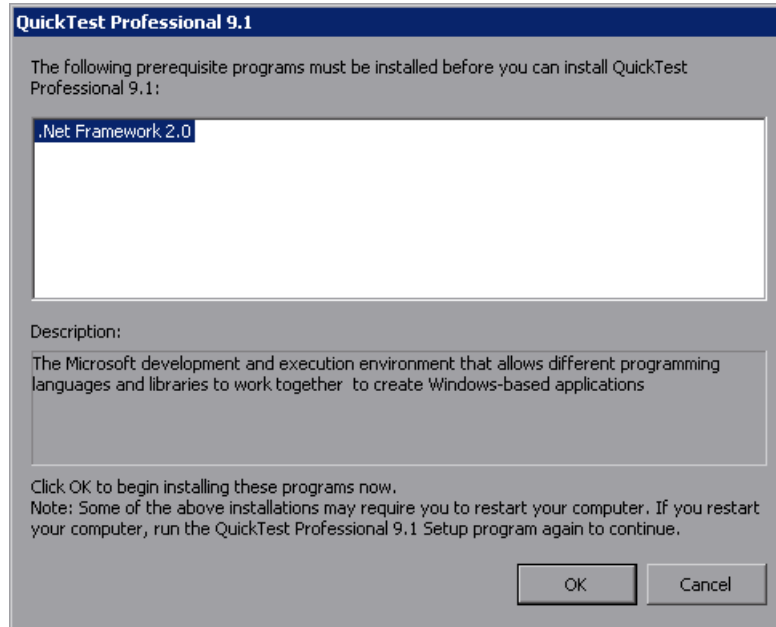 QuickTest Professional 9.1
The following prerequisite programs must be installed before you can install QuickTest
Professional 9.1:
.Net Framework 2.0
Description:
The Microsoft development and execution environment that allows different programming
languages and libraries to work together  to create Windows-based applications
Click OK to begin installing these programs now.
Note: Some of the above installations may require you to restart your computer. If you restart
your computer, run the QuickTest Professional 9.1 Setup program again to continue.
OK
Cancel